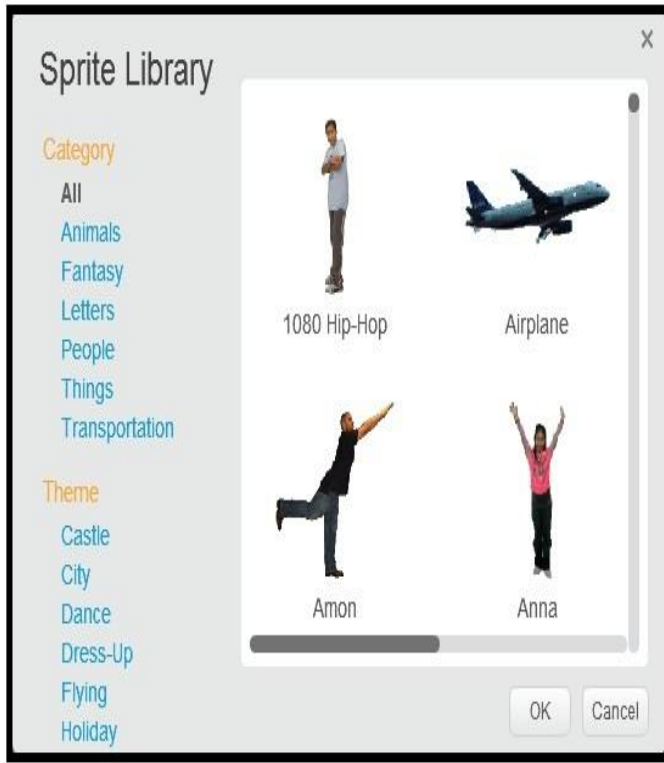 X
Sprite Library
Category
All
Animals
Fantasy
Letters
People
Things
Transportation
Theme
Castle
City
Dance
Dress-Up
Flying
Holiday
1080 Hip-Hop
Airplane
Amon
Anna
OK
Cancel